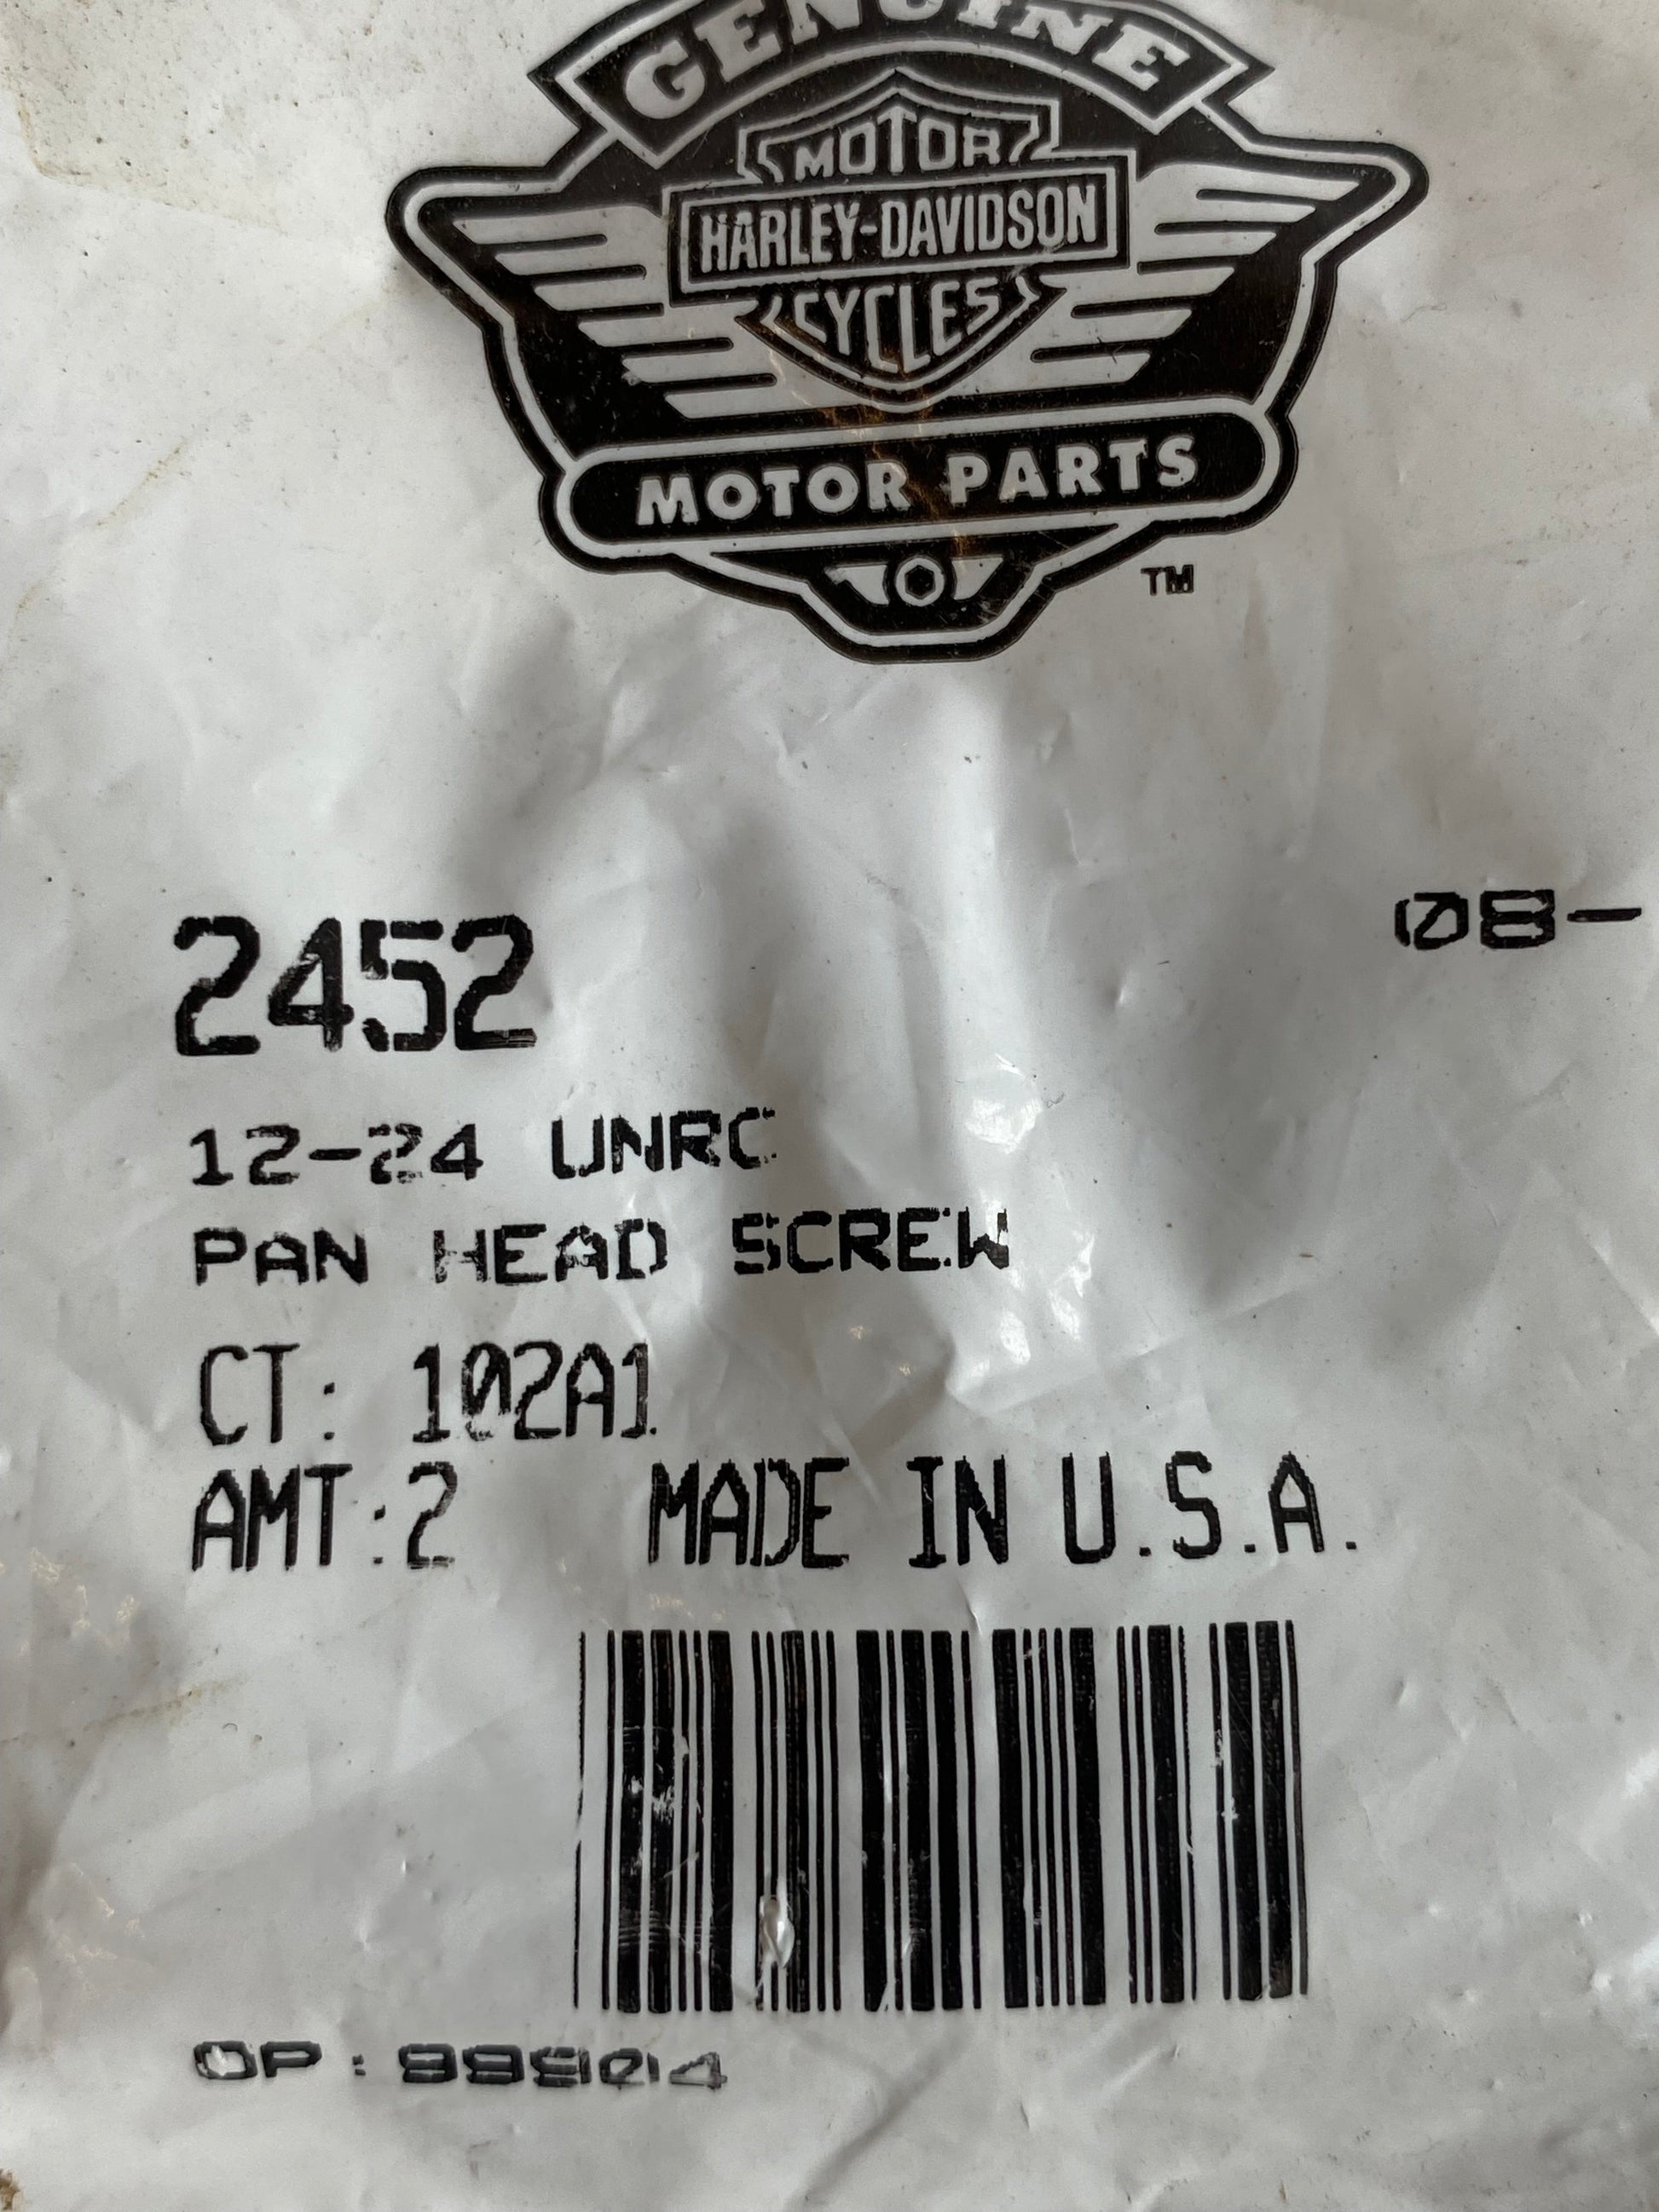 GENUINE
MOTOR
HARLEY-DAVIDSON
CYCLES
MOTOR PARTS
TM
2452 08-
12-24 UNRC
PAN HEAD SCREW
CT: 102A1
AMT:2 MADE IN U.S.A.
OP:99904